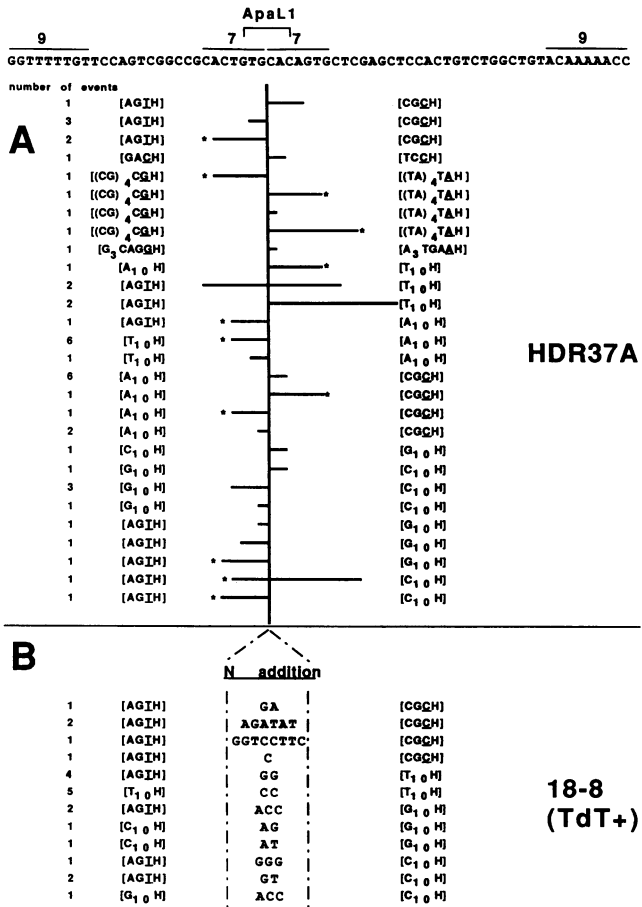 ApaL1
9 7 7 9
GGTTTTTGTTCCAGTCGGCCGCACTGTGCACAGTGCTCGAGCTCCACTGTCTGGCTGTACAAAAACC
number of events
A
1 [AGTH] [CGCH]
3 [AGTH] [CGCH]
2 [AGTH] * [CGCH]
1 [GACH] [TCCH]
1 [(CG)4CGH] * [(TA)4TAH]
1 [(CG)4CGH] * [(TA)4TAH]
1 [(CG)4CGH] [(TA)4TAH]
1 [(CG)4CGH] * [(TA)4TAH]
1 [G3CAGGH] [A3TGAAH]
1 [A10H] * [T10H]
2 [AGTH] [T10H]
2 [AGTH] [T10H]
1 [AGTH] * [A10H]
6 [T10H] * [A10H]
1 [T10H] [A10H]
HDR37A
6 [A10H] [CGCH]
1 [A10H] * [CGCH]
1 [A10H] * [CGCH]
2 [A10H] [CGCH]
1 [C10H] [G10H]
1 [G10H] [G10H]
3 [G10H] [C10H]
1 [G10H] [C10H]
1 [AGTH] [G10H]
1 [AGTH] [G10H]
1 [AGTH] * [G10H]
1 [AGTH] * [C10H]
1 [AGTH] * [C10H]
B
N addition
1 [AGTH] GA [CGCH]
2 [AGTH] AGATAT [CGCH]
1 [AGTH] GGTCCTTC [CGCH]
1 [AGTH] C [CGCH]
4 [AGTH] GG [T10H]
5 [T10H] CC [T10H]
2 [AGTH] ACC [G10H]
1 [C10H] AG [G10H]
1 [C10H] AT [G10H]
1 [AGTH] GGG [C10H]
2 [AGTH] GT [C10H]
1 [G10H] ACC [C10H]
18-8
(TdT+)